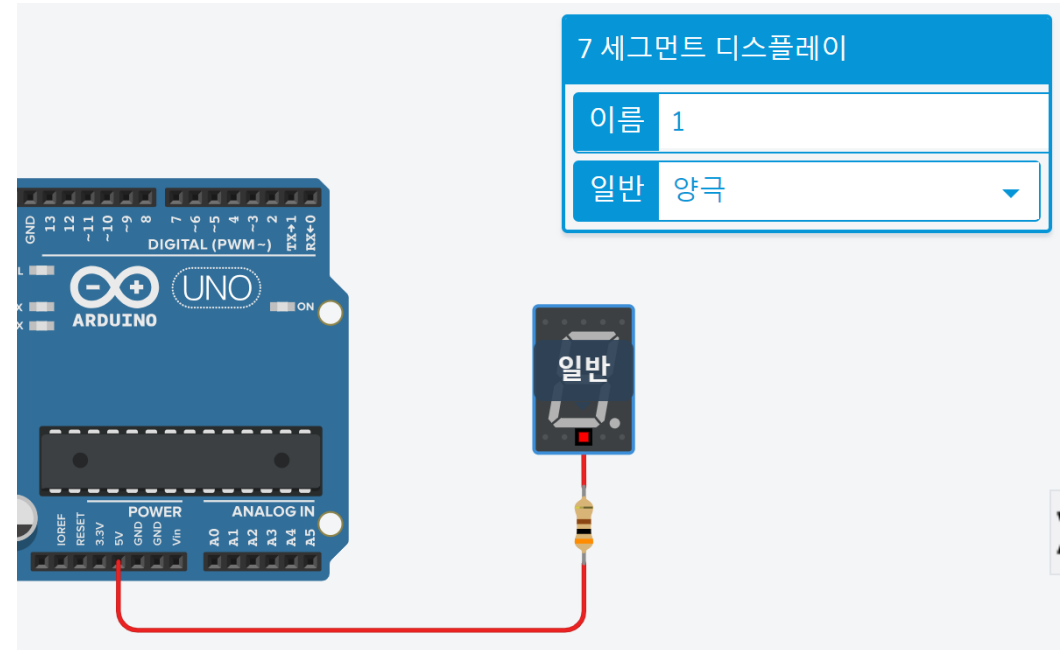 7 세그먼트 디스플레이
이름 1
일반 양극
GND 13 12 ~11 ~10 ~9 8 7 ~6 ~5 4 ~3 2 TX→1 RX←0
DIGITAL (PWM~)
L
UNO
X
X
ARDUINO
ON
일반
POWER
ANALOG IN
IOREF RESET 3.3V 5V GND GND Vin A0 A1 A2 A3 A4 A5